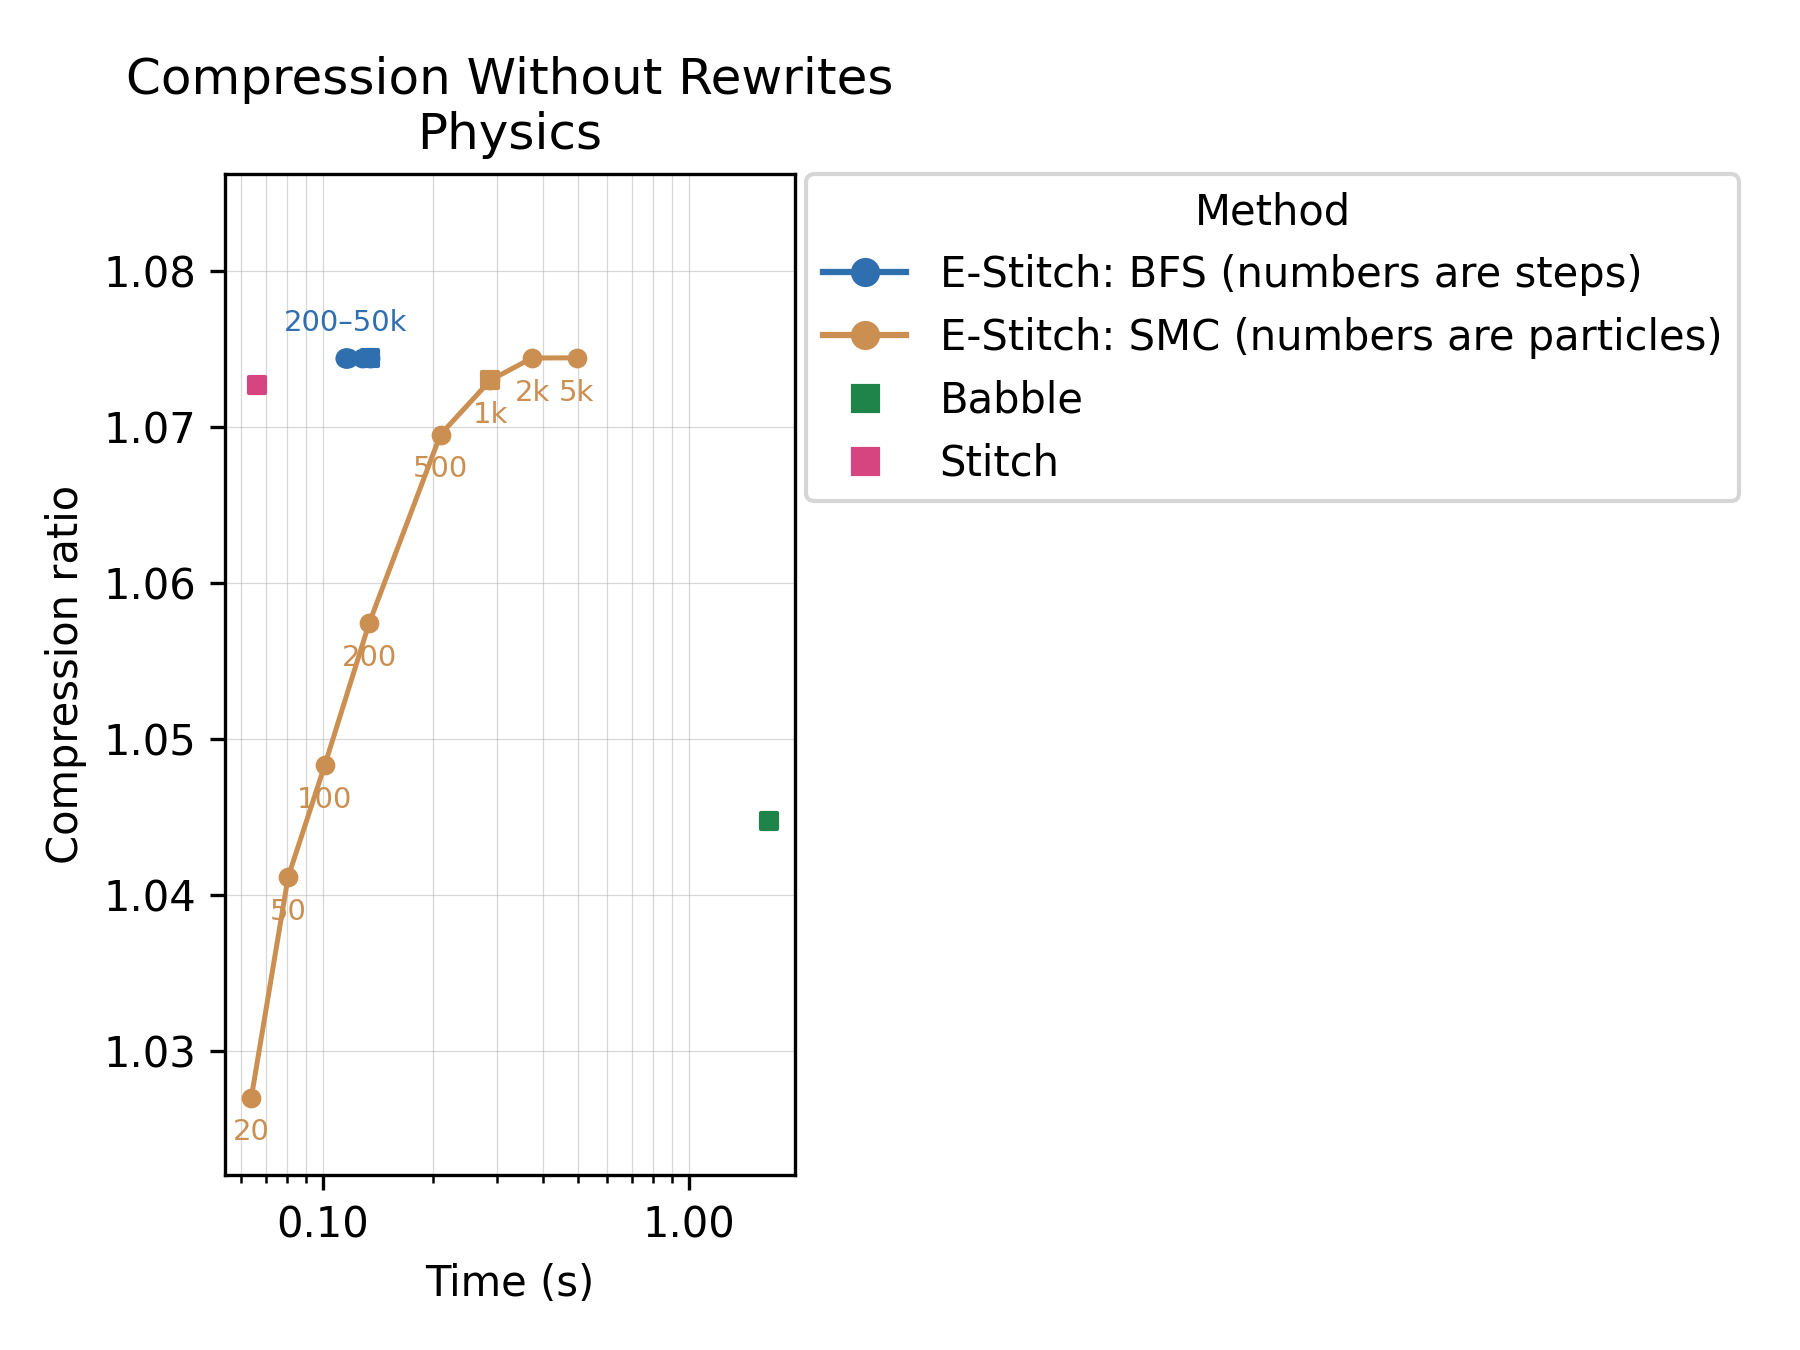 Compression Without Rewrites
Physics
Method
E-Stitch: BFS (numbers are steps)
E-Stitch: SMC (numbers are particles)
Babble
Stitch
Compression ratio
1.08
1.07
1.06
1.05
1.04
1.03
200–50k
2k 5k
1k
500
200
100
50
20
0.10 1.00
Time (s)